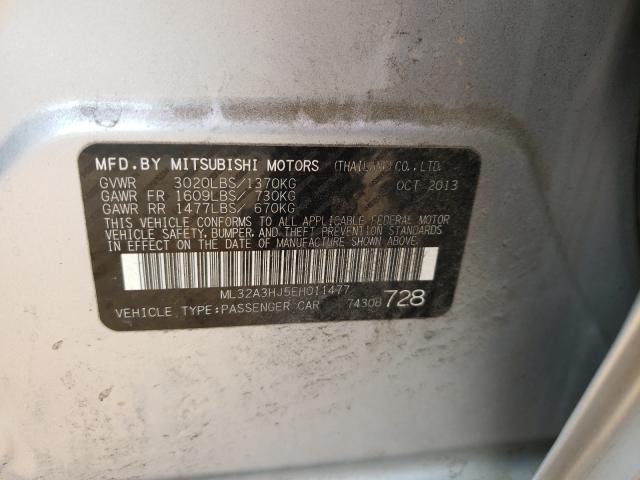 MFD.BY MITSUBISHI MOTORS (THAILAND) CO., LTD.
GVWR 3020LBS/1370KG OCT 2013
GAWR FR 1609LBS/ 730KG
GAWR RR 1477LBS/ 670KG
THIS VEHICLE CONFORMS TO ALL APPLICABLE FEDERAL MOTOR
VEHICLE SAFETY, BUMPER, AND THEFT PREVENTION STANDARDS
IN EFFECT ON THE DATE OF MANUFACTURE SHOWN ABOVE.
ML32A3HJ5EH011477
VEHICLE TYPE:PASSENGER CAR 74308 728